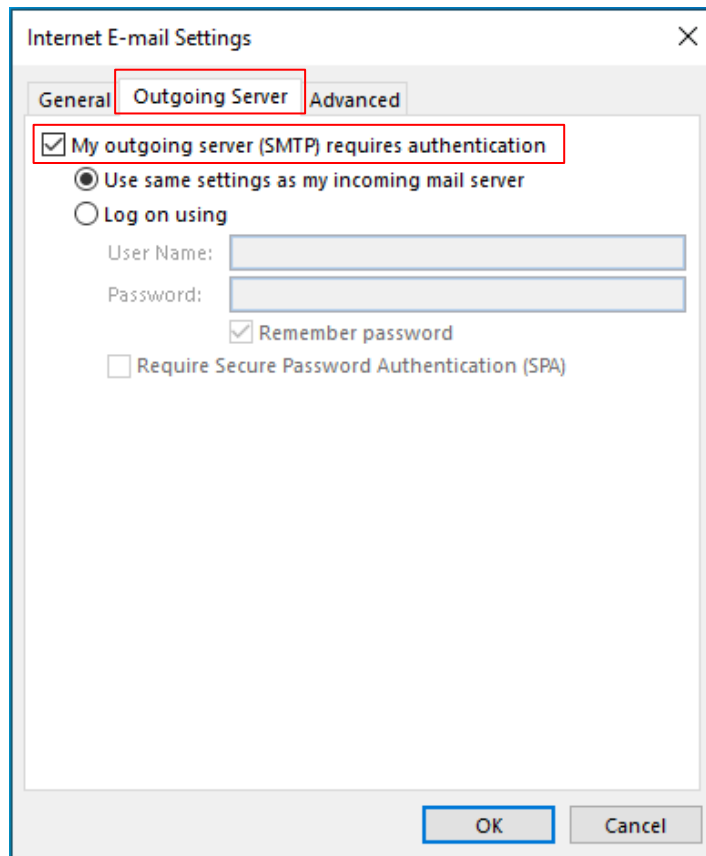 Internet E-mail Settings
General Outgoing Server Advanced
My outgoing server (SMTP) requires authentication
Use same settings as my incoming mail server
Log on using
User Name:
Password:
Remember password
Require Secure Password Authentication (SPA)
OK Cancel